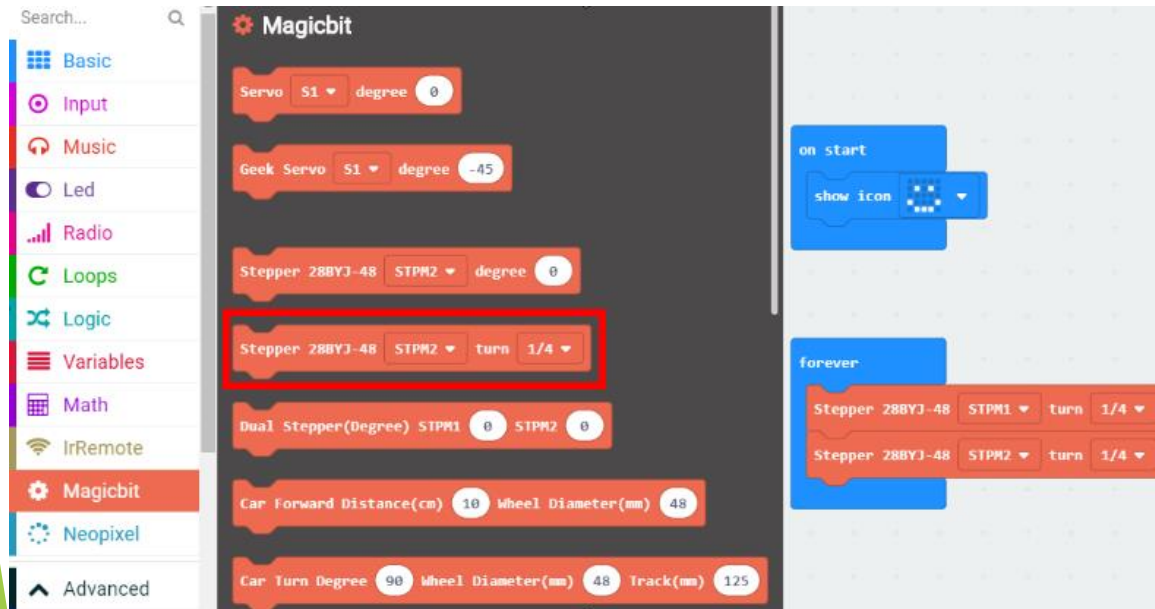 Search...
Basic
Input
Music
Led
Radio
Loops
Logic
Variables
Math
IrRemote
Magicbit
Neopixel
Advanced
Magicbit
Servo S1 degree 0
Geek Servo S1 degree -45
Stepper 28BYJ-48 STPM2 degree 0
Stepper 28BYJ-48 STPM2 turn 1/4
Dual Stepper(Degree) STPM1 0 STPM2 0
Car Forward Distance(cm) 10 Wheel Diameter(mm) 48
Car Turn Degree 90 Wheel Diameter(mm) 48 Track(mm) 125
on start
show icon
forever
Stepper 28BYJ-48 STPM1 turn 1/4
Stepper 28BYJ-48 STPM2 turn 1/4